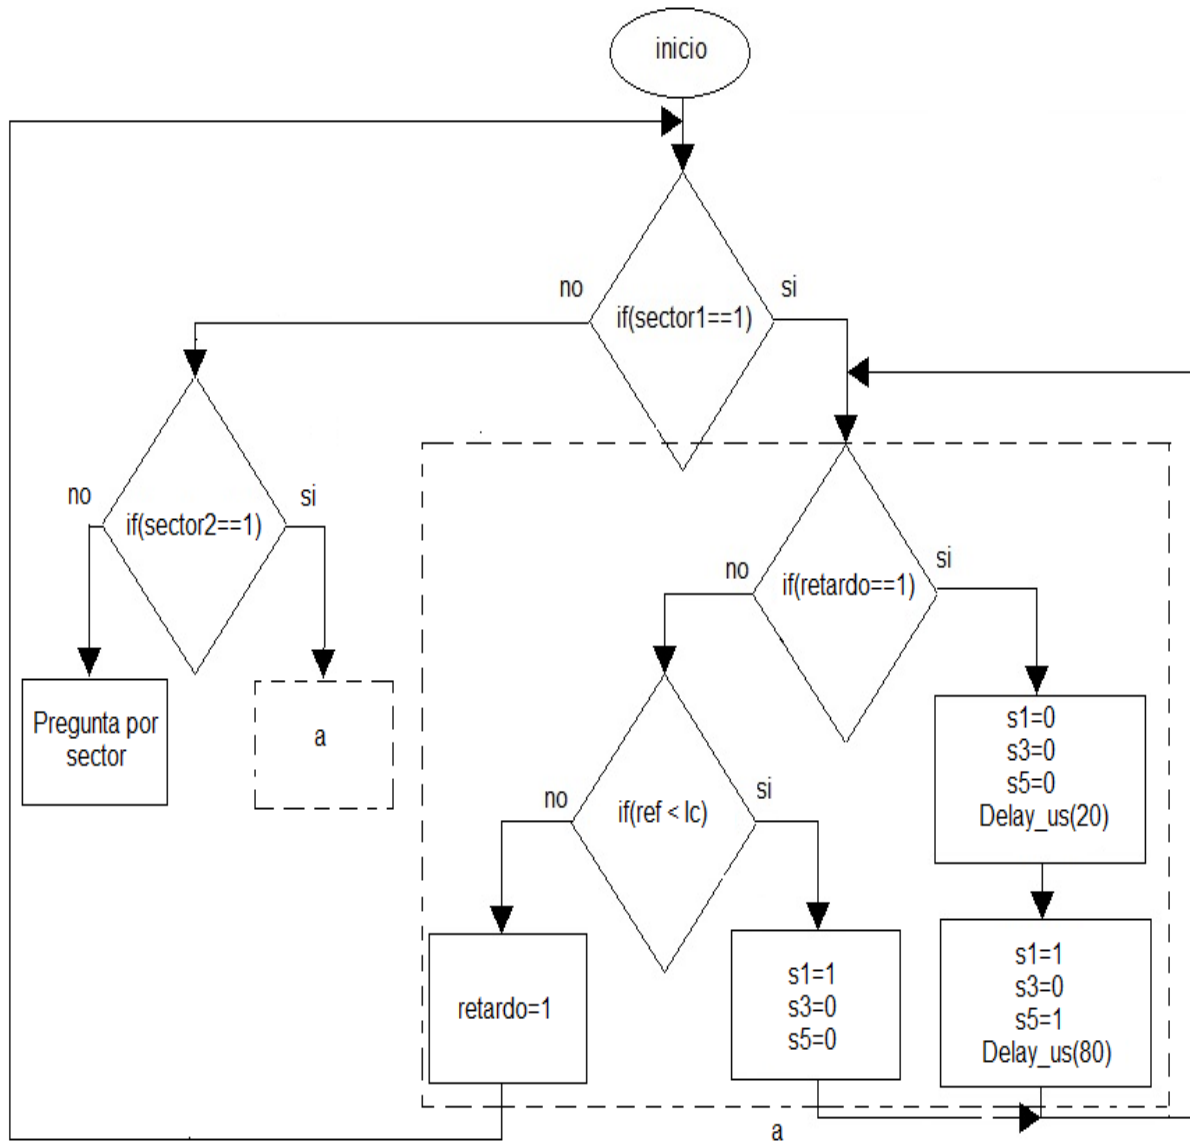 inicio
no
si
if(sector1==1)
no
si
if(sector2==1)
no
si
if(retardo==1)
Pregunta por
sector
a
s1=0
s3=0
s5=0
Delay_us(20)
no
si
if(ref < Ic)
retardo=1
s1=1
s3=0
s5=0
s1=1
s3=0
s5=1
Delay_us(80)
a